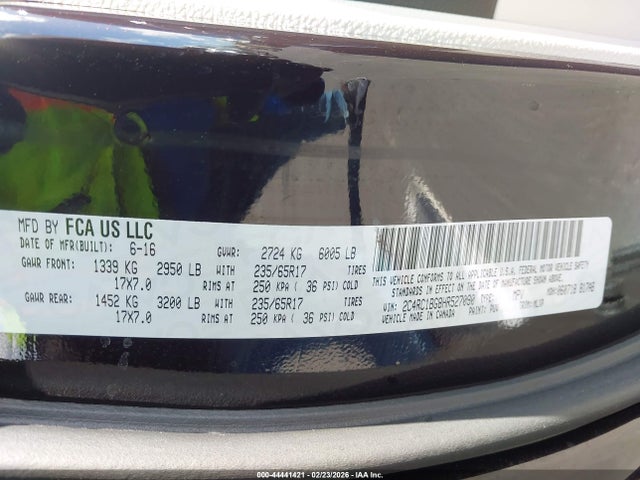 MFD BY FCA US LLC
DATE OF MFR(BUILT): 6-16 GVWR: 2724 KG 6005 LB
GAWR FRONT: 1339 KG 2950 LB WITH 235/65R17 TIRES
17X7.0 RIMS AT 250 KPA ( 36 PSI) COLD
GAWR REAR: 1452 KG 3200 LB WITH 235/65R17 TIRES
17X7.0 RIMS AT 250 KPA ( 36 PSI) COLD
THIS VEHICLE CONFORMS TO ALL APPLICABLE U.S.A. FEDERAL MOTOR VEHICLE SAFETY
STANDARDS IN EFFECT ON THE DATE OF MANUFACTURE SHOWN ABOVE.
VIN: TYPE: MPV
VEHICLE MADE IN CANADA PAINT:
000-44441421 - 02/23/2026 - IAA Inc.